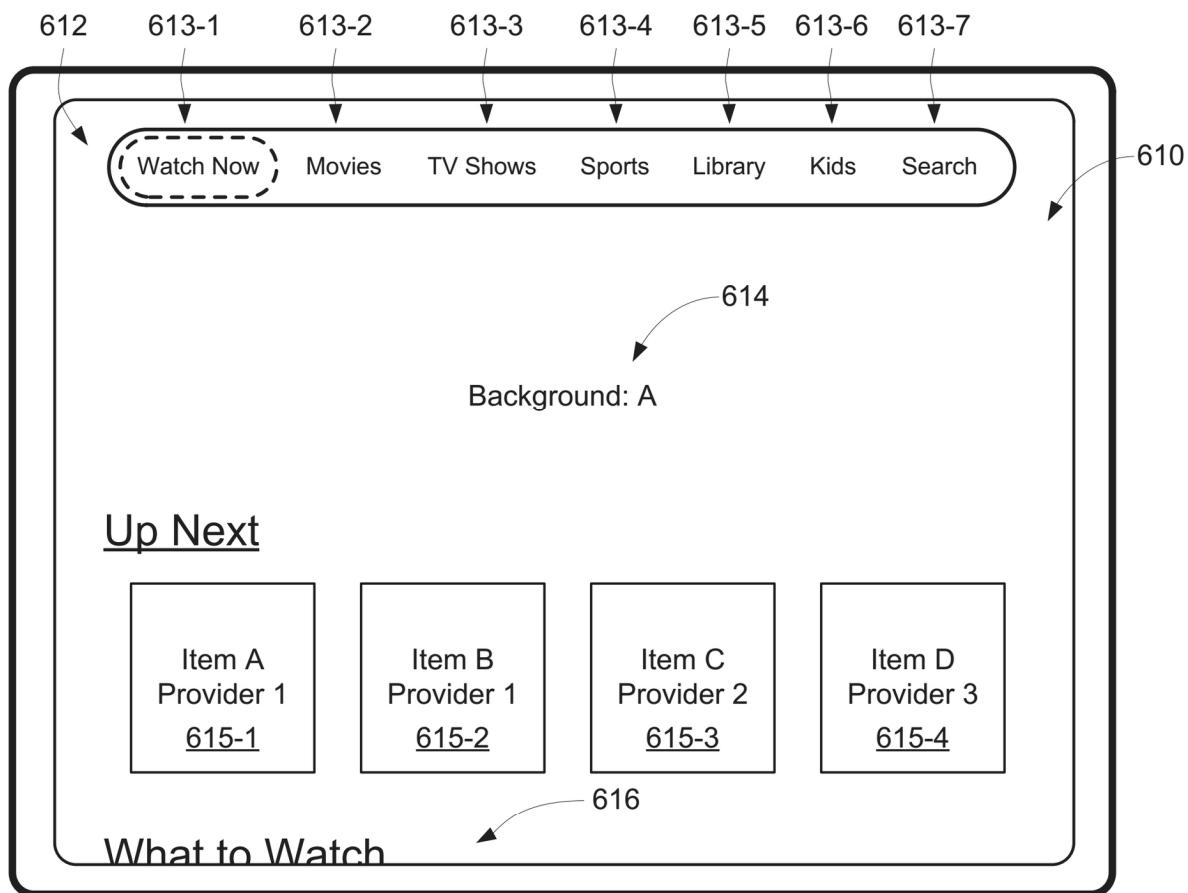 612 613-1 613-2 613-3 613-4 613-5 613-6 613-7
Watch Now Movies TV Shows Sports Library Kids Search
610
614
Background: A
Up Next
Item A Item B Item C Item D
Provider 1 Provider 1 Provider 2 Provider 3
615-1 615-2 615-3 615-4
616
What to Watch